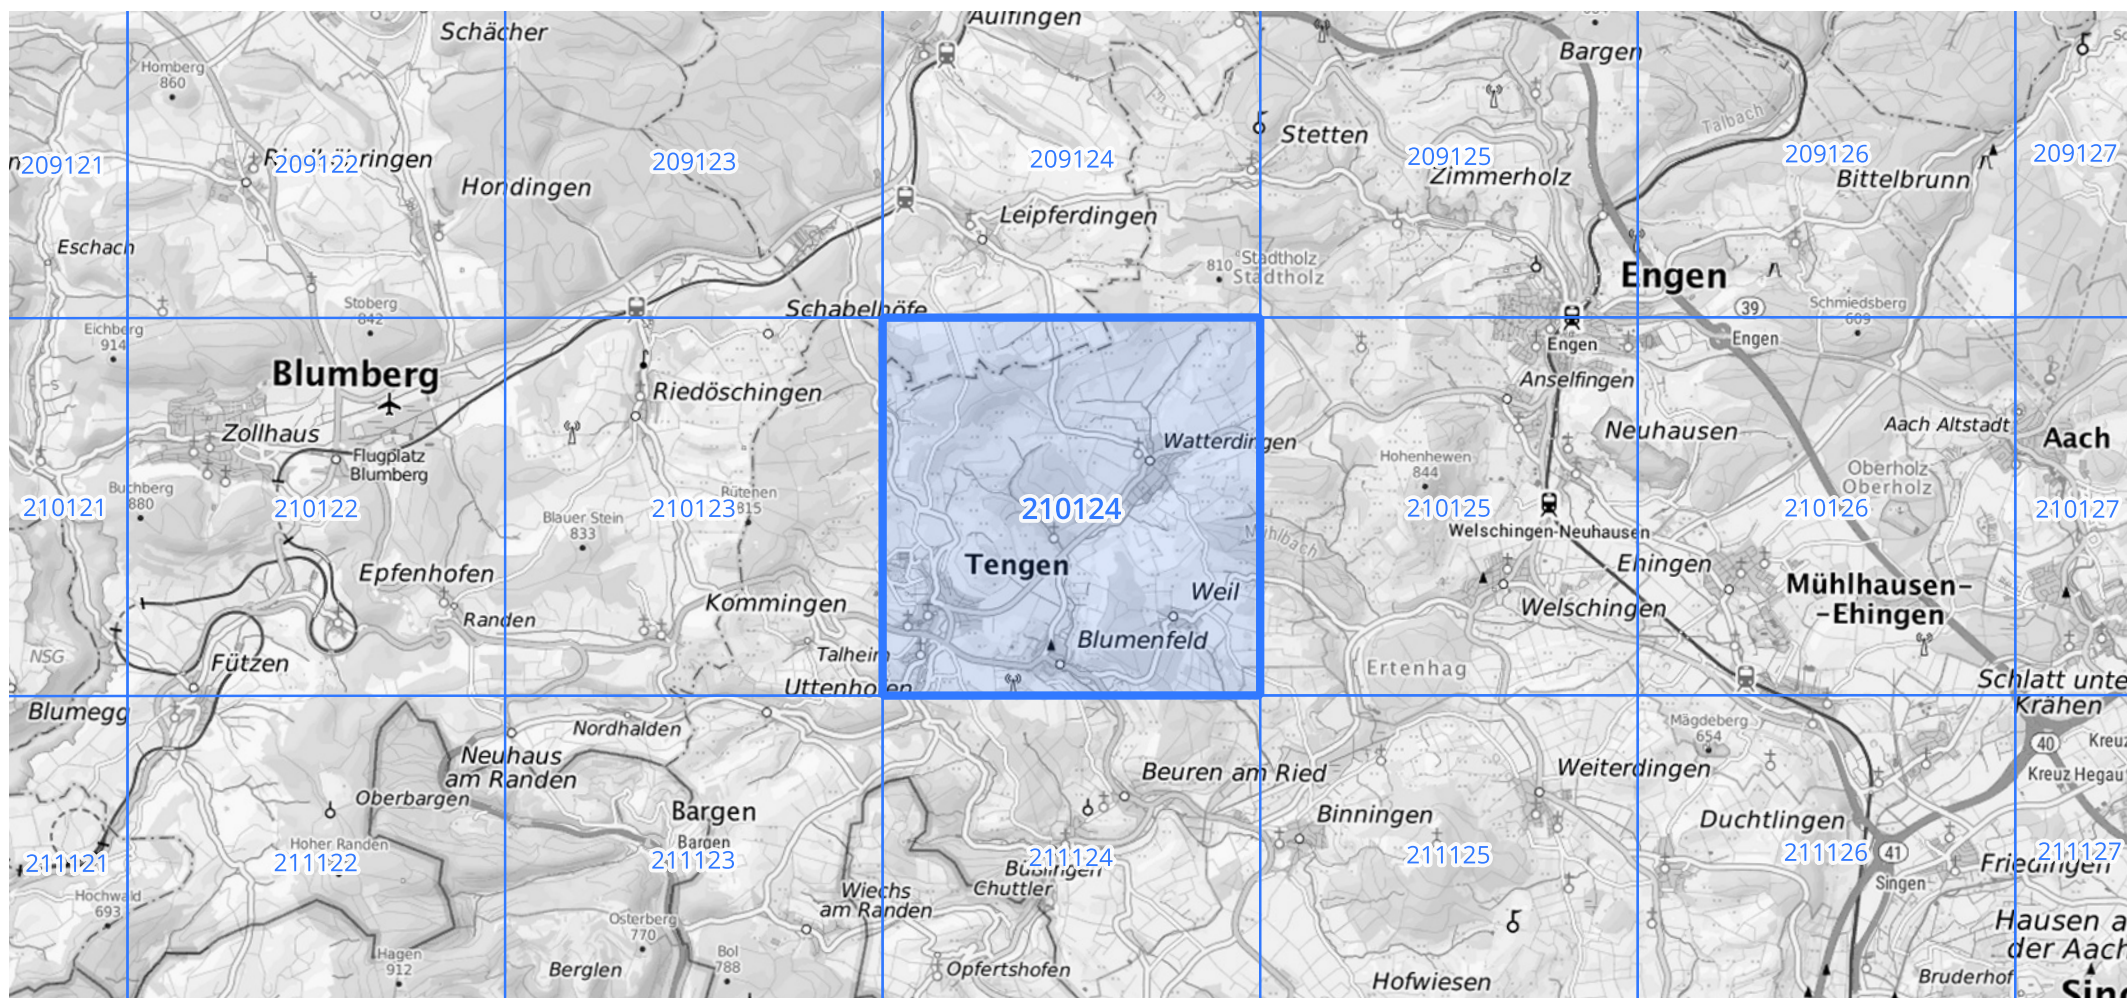 Schächer
Aulfingen
Bargen
Homberg
860
Talbach
Stetten
209121
209122
209123
209124
209125
209126
209127
Hondingen
Zimmerholz
Bittelbrunn
Leipferdingen
Eschach
810
Stadtholz
Stadtholz
Engen
Stoberg
842
Schabelhöfe
39
Schmiedsberg
609
Eichberg
914
Engen
Engen
Blumberg
Riedöschingen
Anselfingen
Zollhaus
Watterdingen
Neuhausen
Aach Altstadt
Aach
Flugplatz
Blumberg
Hohenhewen
844
Oberholz
Oberholz
Buchberg
880
Rütenen
815
210121
210122
210123
210124
210125
210126
210127
Blauer Stein
833
Mühlbach
Welschingen-Neuhausen
Tengen
Epfenhofen
Ehingen
Mühlhausen-
-Ehingen
Weil
Kommingen
Welschingen
Randen
Blumenfeld
NSG
Fützen
Talheim
Ertenhag
Uttenhofen
Schlatt unte
Krähen
Blumegg
Nordhalden
Mägdeberg
654
Neuhaus
am Randen
40
Kreuz
Beuren am Ried
Weiterdingen
Kreuz Hegau
Oberbargen
Bargen
Bargen
Binningen
Duchtlingen
Hoher Randen
211121
211122
211123
211124
211125
211126
211127
41
Büßlingen
Chuttler
Friedingen
Singen
Hochwald
693
Wiechs
am Randen
Osterberg
770
Hausen a
der Aach
Hagen
912
Bol
788
Berglen
Opfertshofen
Hofwiesen
Bruderhof
Sin